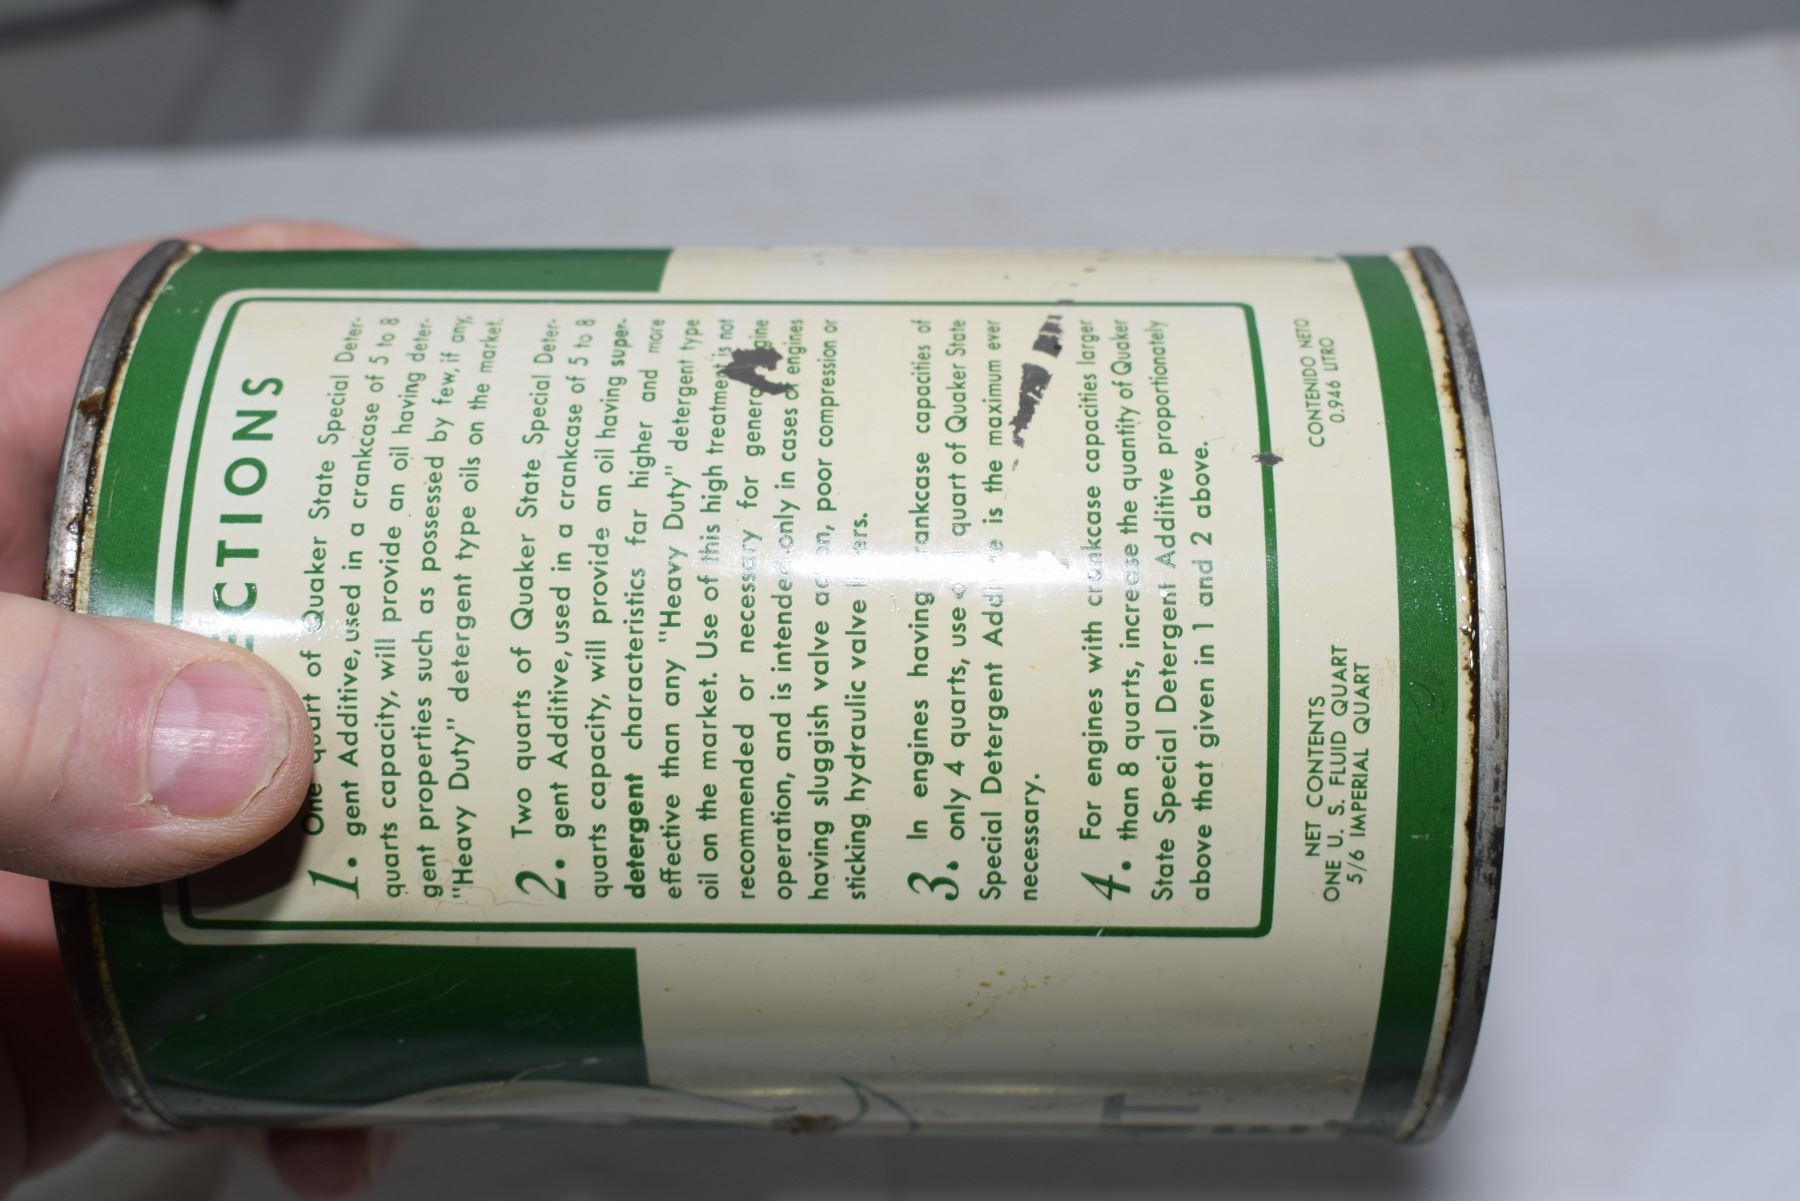 ECTIONS
1. One quart of Quaker State Special Deter-
gent Additive, used in a crankcase of 5 to 8
quarts capacity, will provide an oil having deter-
gent properties such as possessed by few, if any,
"Heavy Duty" detergent type oils on the market.
2. Two quarts of Quaker State Special Deter-
gent Additive, used in a crankcase of 5 to 8
quarts capacity, will provide an oil having super-
detergent characteristics far higher and more
effective than any "Heavy Duty" detergent type
oil on the market. Use of this high treatment is not
recommended or necessary for general engine
operation, and is intended only in cases of engines
having sluggish valve action, poor compression or
sticking hydraulic valve lifters.
3. In engines having crankcase capacities of
only 4 quarts, use quart of Quaker State
Special Detergent Additive is the maximum ever
necessary.
4. For engines with crankcase capacities larger
than 8 quarts, increase the quantity of Quaker
State Special Detergent Additive proportionately
above that given in 1 and 2 above.
NET CONTENTS
ONE U. S. FLUID QUART
5/6 IMPERIAL QUART
CONTENIDO NETO
0.946 LITRO